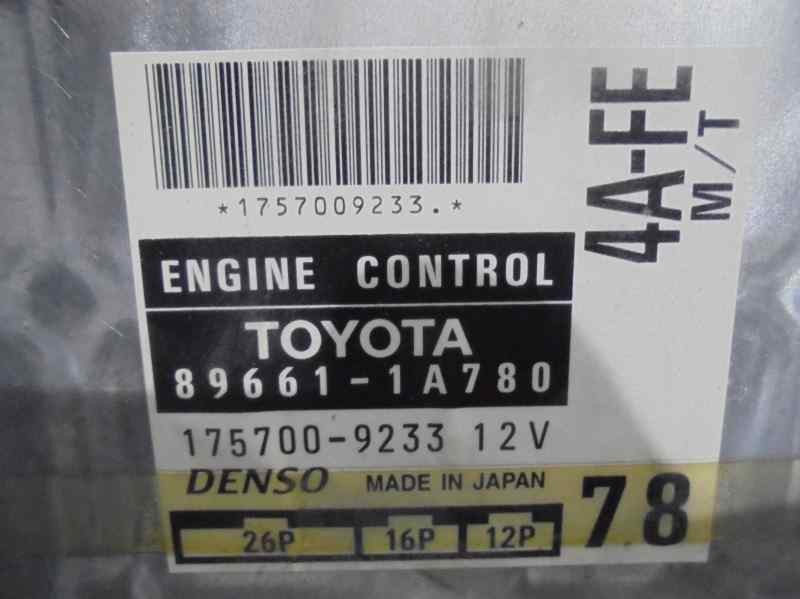 *1757009233.*
4A-FE
M/T
ENGINE CONTROL
TOYOTA
89661-1A780
175700-9233 12V
DENSO MADE IN JAPAN
78
26P 16P 12P